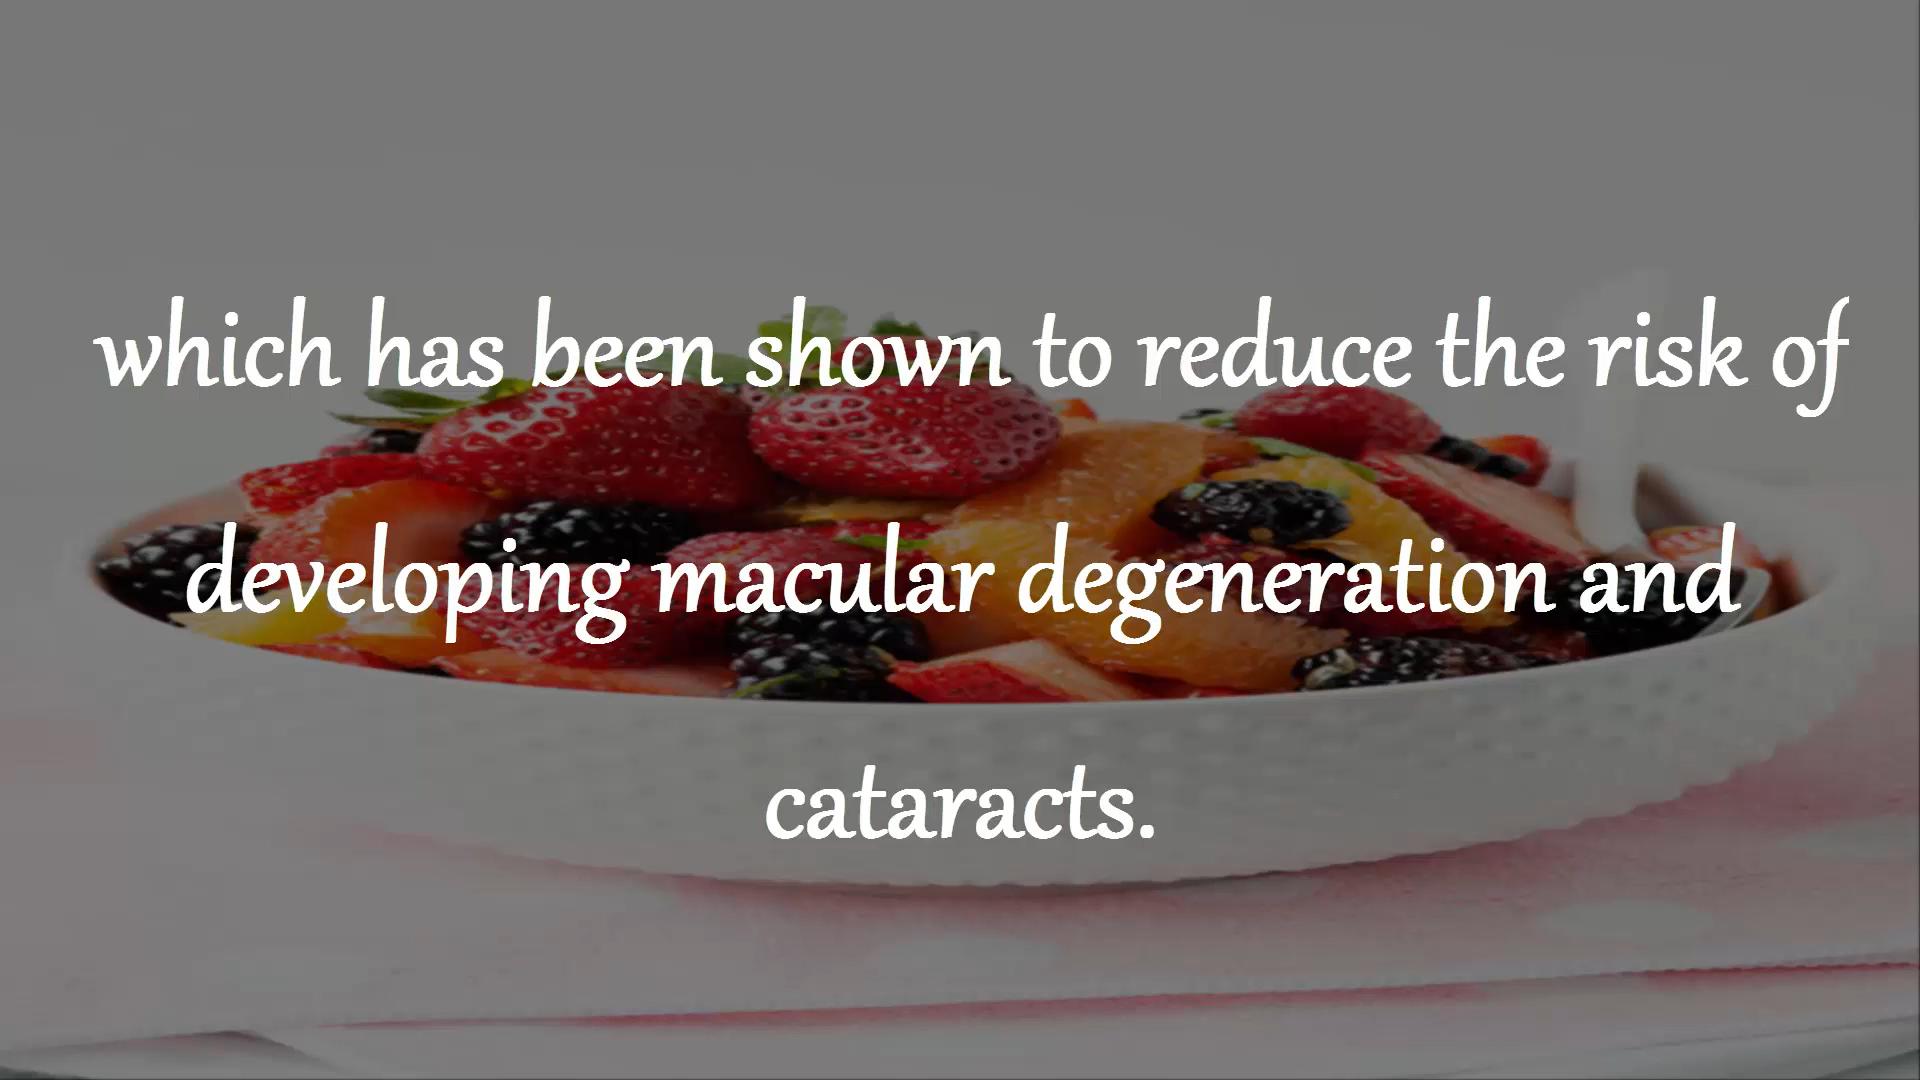 which has been shown to reduce the risk of
developing macular degeneration and
cataracts.